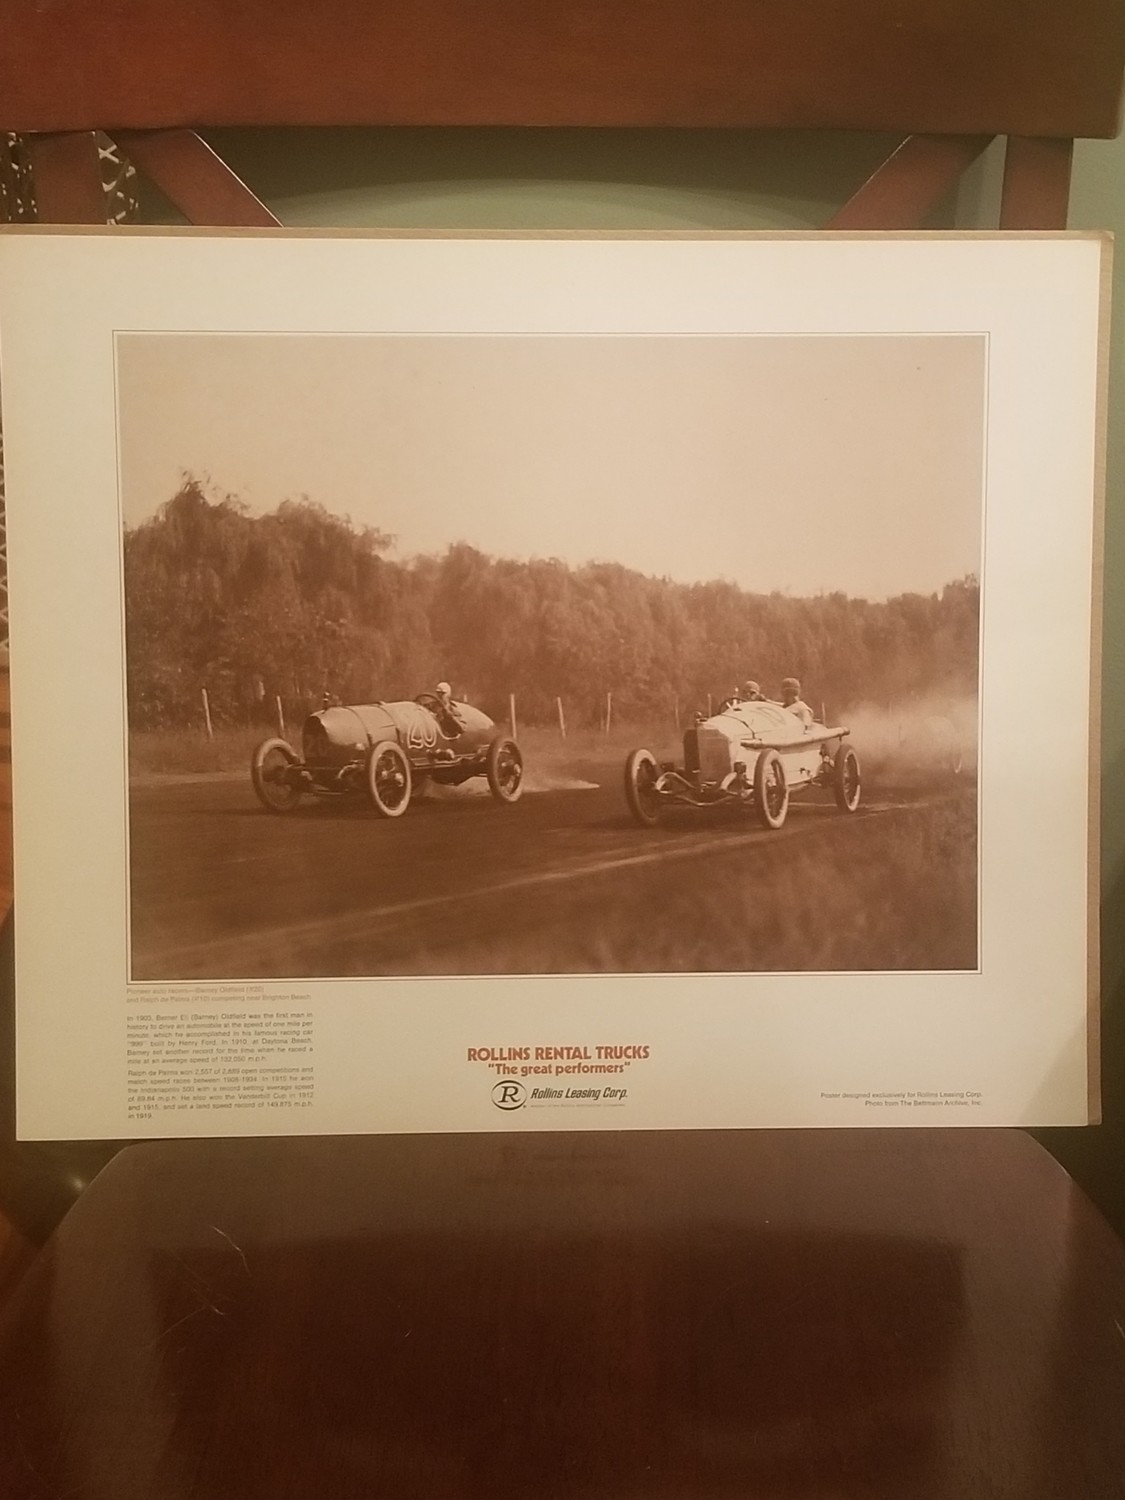 20
10
Pioneer auto racers—Barney Oldfield (#20)
and Ralph de Palma (#10) competing near Brighton Beach.
In 1903, Berner Eli (Barney) Oldfield was the first man in
history to drive an automobile at the speed of one mile per
minute, which he accomplished in his famous racing car
"999" built by Henry Ford. In 1910, at Daytona Beach,
Barney set another record for the time when he raced a
mile at an average speed of 132.050 m.p.h.
Ralph de Palma won 2,557 of 2,889 open competitions and
match speed races between 1908-1934. In 1915 he won
the Indianapolis 500 with a record setting average speed
of 89.84 m.p.h. He also won the Vanderbilt Cup in 1912
and 1915, and set a land speed record of 149.875 m.p.h.
in 1919.
ROLLINS RENTAL TRUCKS
"The great performers"
R Rollins Leasing Corp.
Poster designed exclusively for Rollins Leasing Corp.
Photo from The Bettmann Archive, Inc.